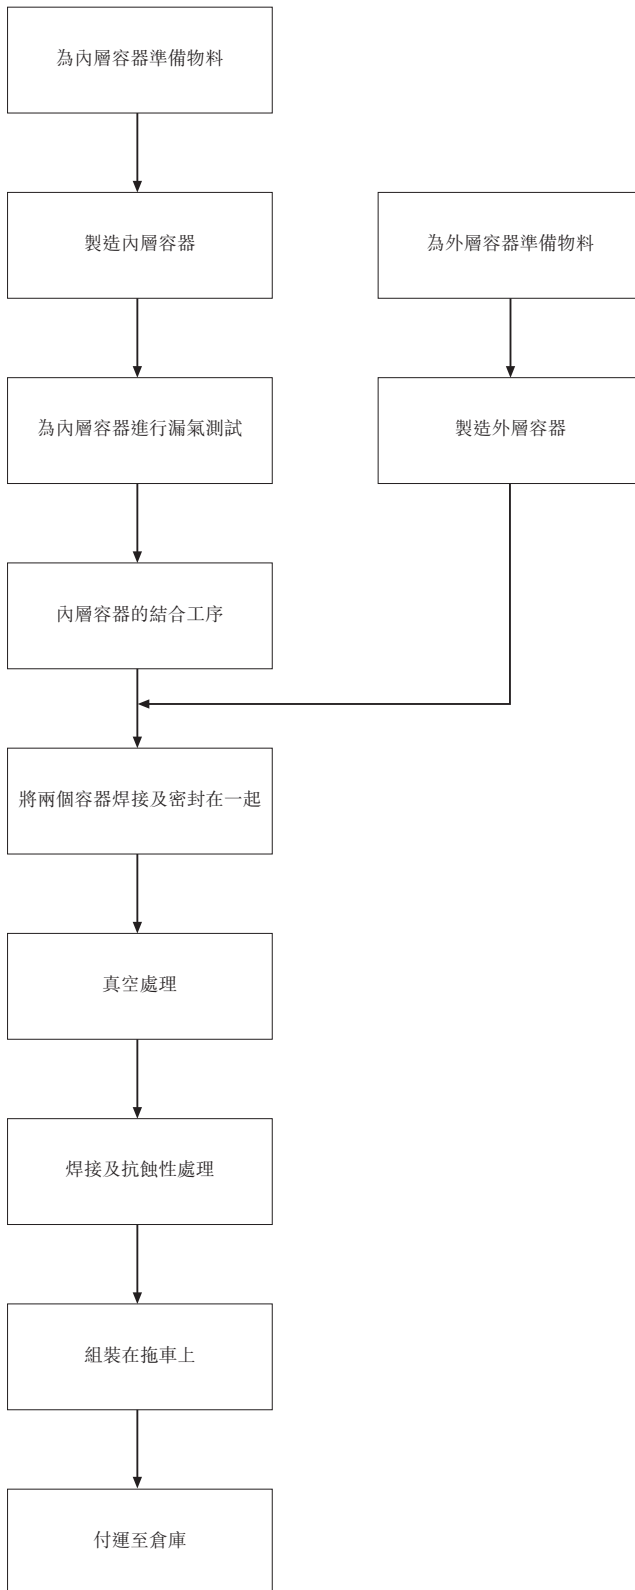 為內層容器準備物料
製造內層容器
為外層容器準備物料
為內層容器進行漏氣測試
製造外層容器
內層容器的結合工序
將兩個容器焊接及密封在一起
真空處理
焊接及抗蝕性處理
組裝在拖車上
付運至倉庫